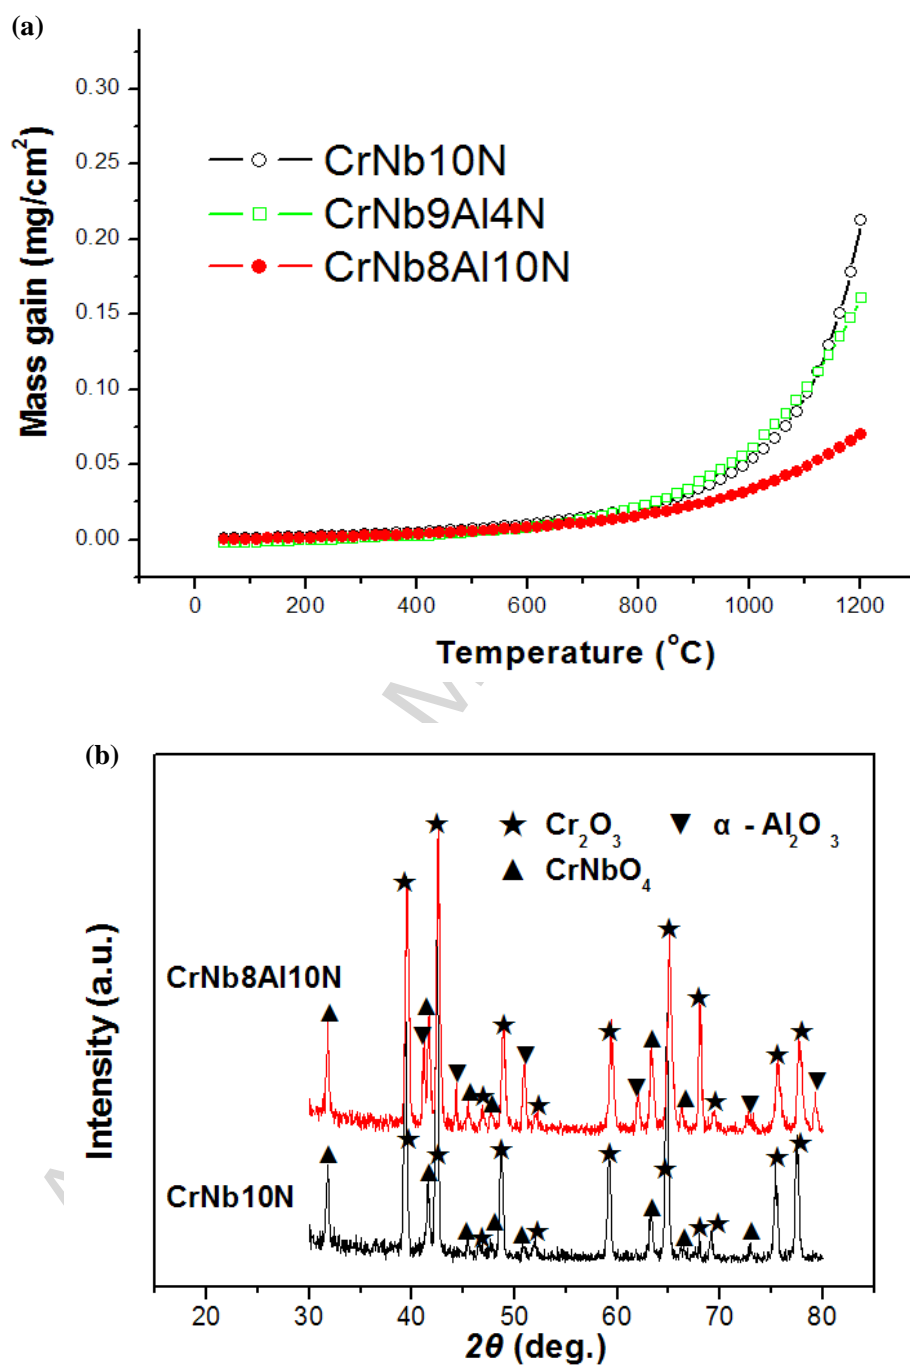 (a)
0.30
0.25
0.20
0.15
0.10
0.05
0.00
Mass gain (mg/cm²)
CrNb10N
CrNb9Al4N
CrNb8Al10N
0 200 400 600 800 1000 1200
Temperature (°C)
(b)
Intensity (a.u.)
★ Cr₂O₃ ▼ α - Al₂O₃
▲ CrNbO₄
CrNb8Al10N
CrNb10N
20 30 40 50 60 70 80
2θ (deg.)